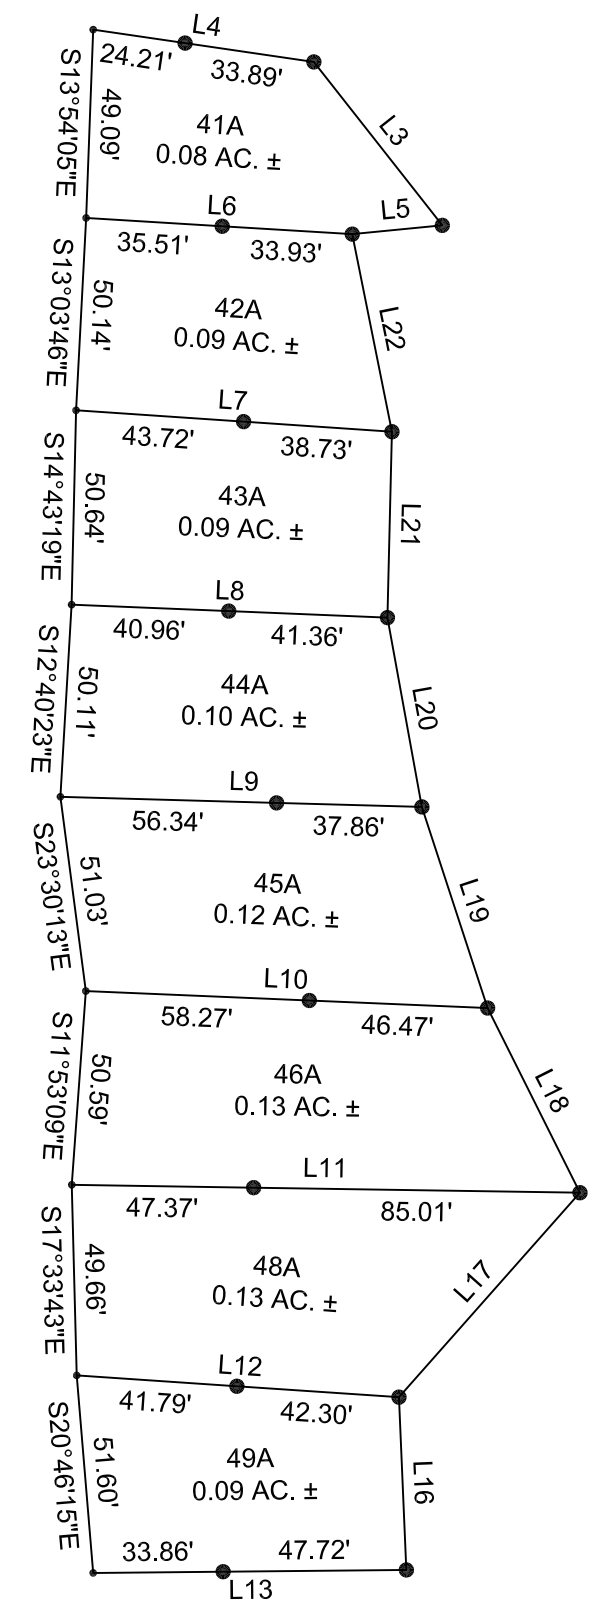 L4
24.21'
33.89'
S13°54'05"E
49.09'
41A
0.08 AC. ±
L3
L6
L5
35.51'
33.93'
S13°03'46"E
50.14'
42A
0.09 AC. ±
L22
L7
43.72'
38.73'
S14°43'19"E
50.64'
43A
0.09 AC. ±
L21
L8
40.96'
41.36'
S12°40'23"E
50.11'
44A
0.10 AC. ±
L20
L9
56.34'
37.86'
S23°30'13"E
51.03'
45A
0.12 AC. ±
L19
L10
58.27'
46.47'
S11°53'09"E
50.59'
46A
0.13 AC. ±
L18
L11
47.37'
85.01'
S17°33'43"E
49.66'
48A
0.13 AC. ±
L17
L12
41.79'
42.30'
S20°46'15"E
51.60'
49A
0.09 AC. ±
L16
33.86'
47.72'
L13